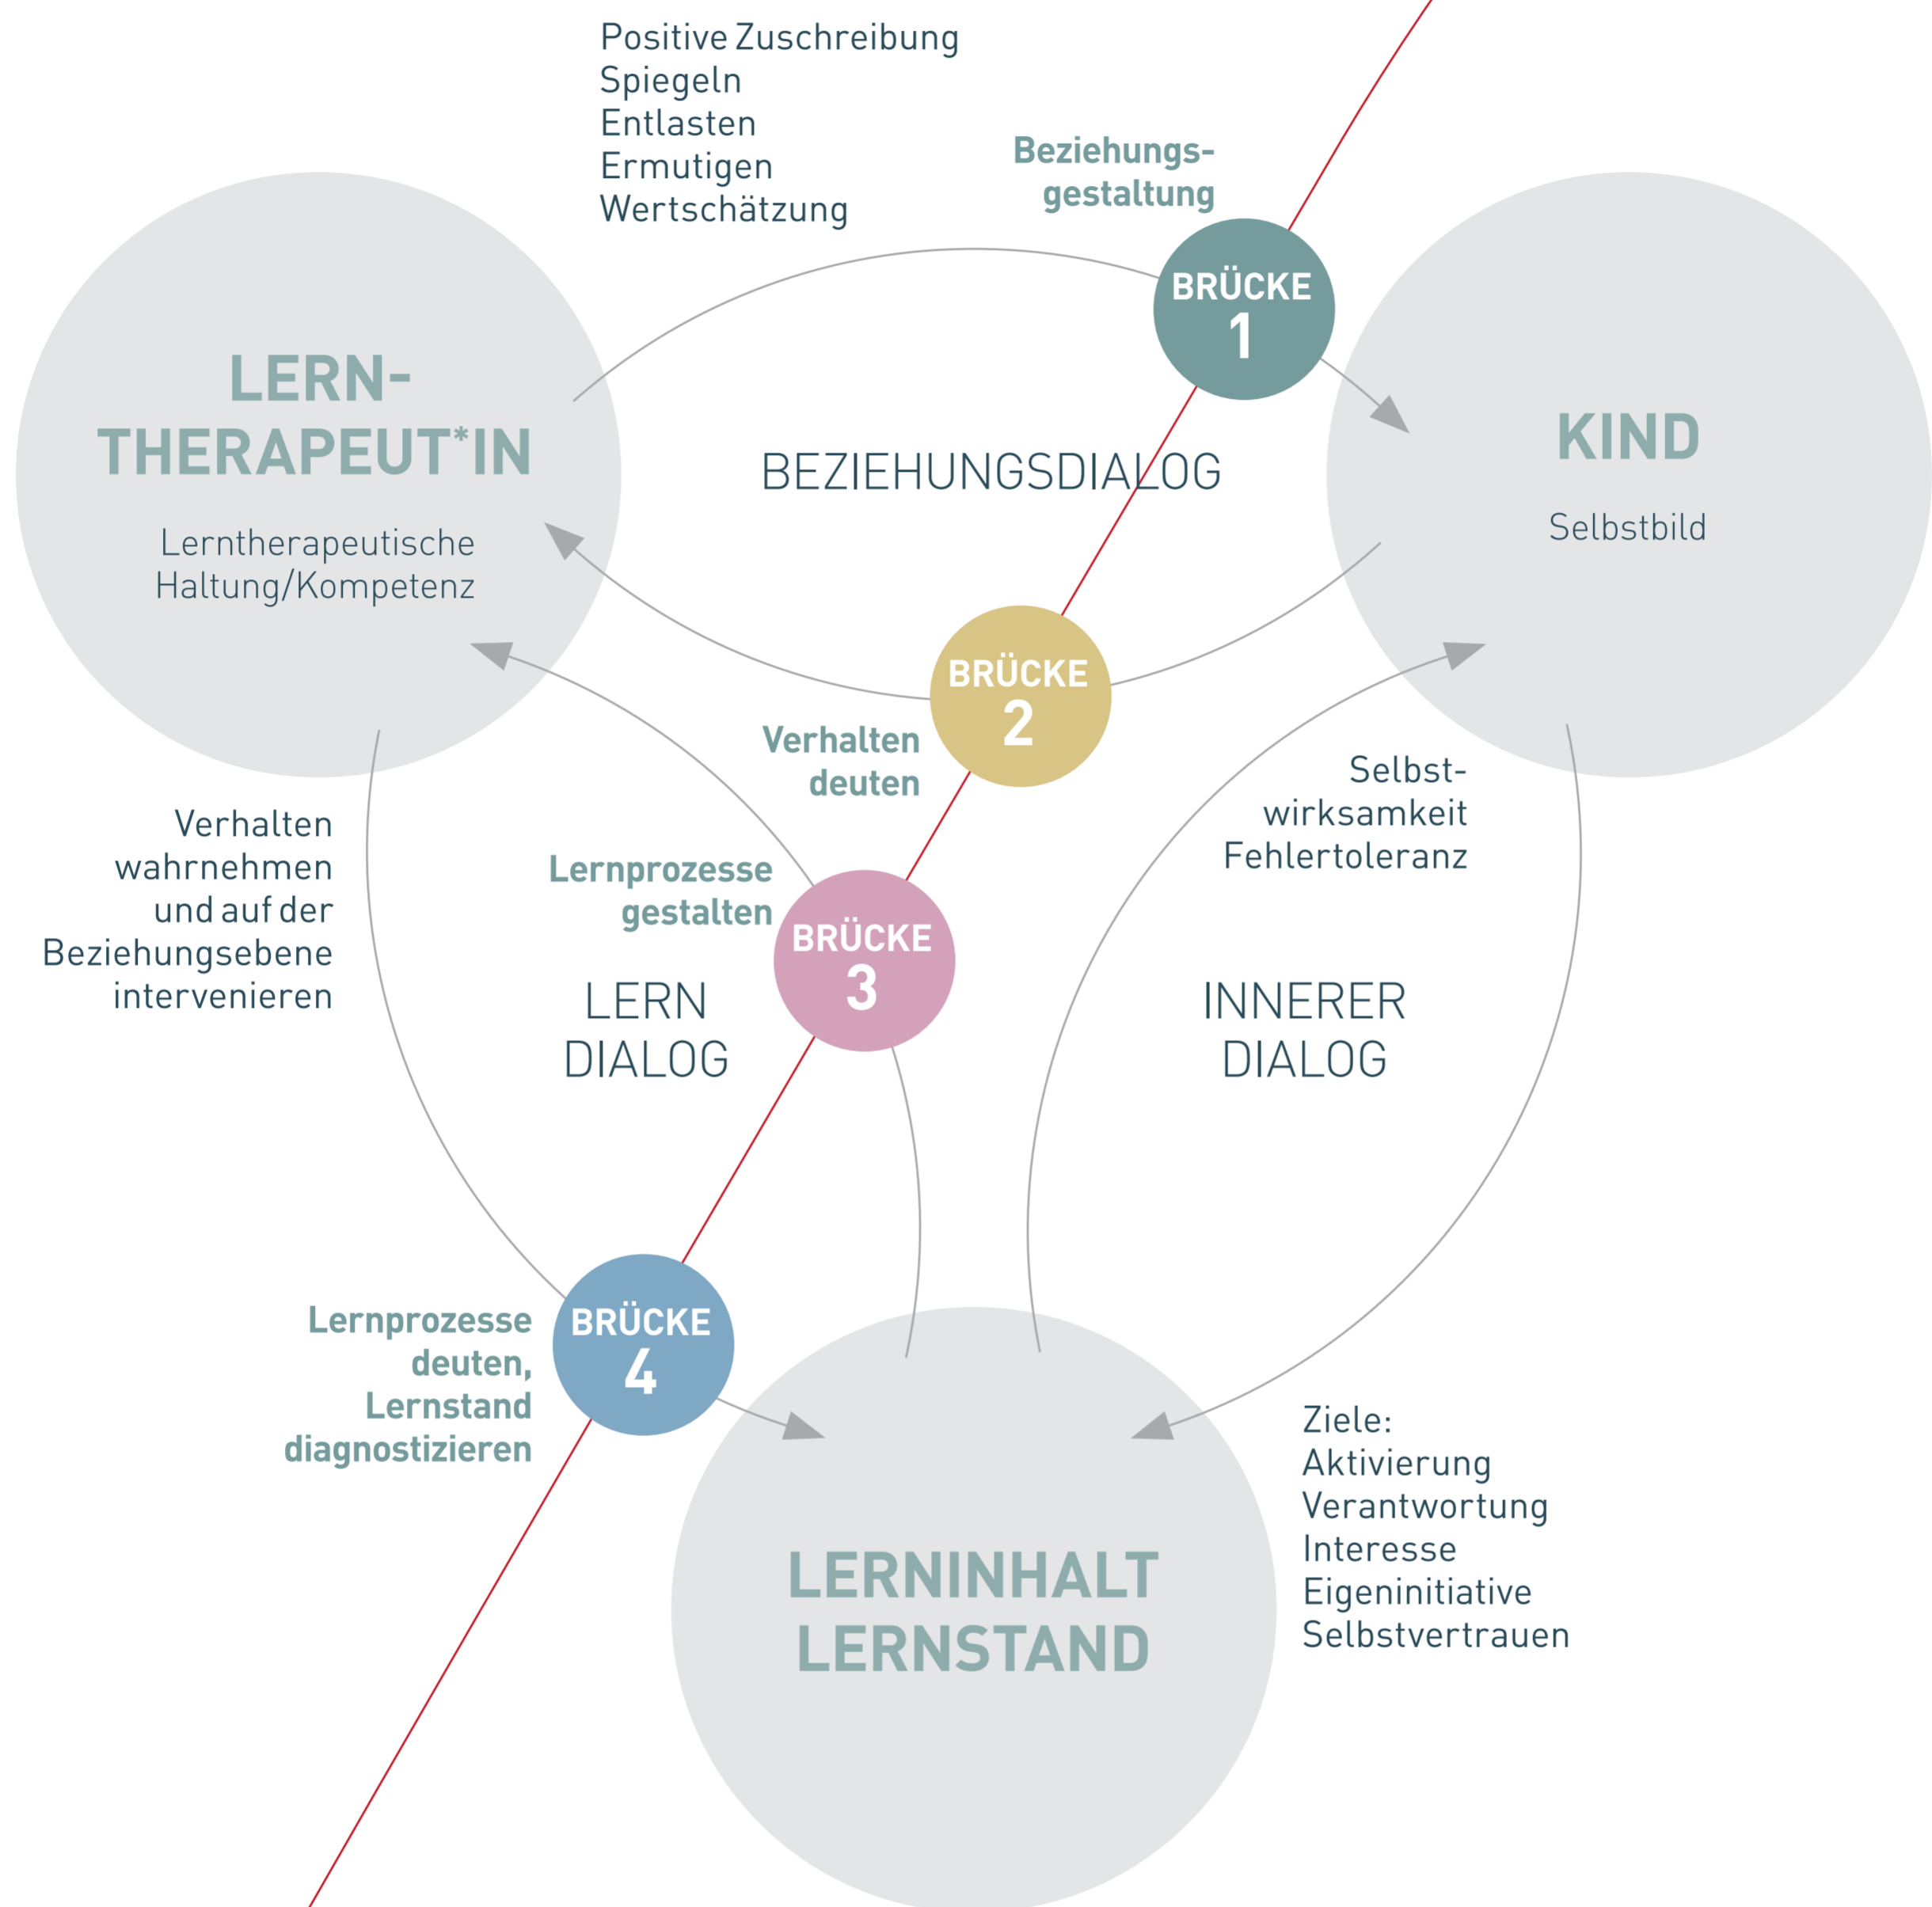 Positive Zuschreibung
Spiegeln
Entlasten
Ermutigen
Wertschätzung
Beziehungs-
gestaltung
BRÜCKE
1
LERN-
THERAPEUT*IN
Lerntherapeutische
Haltung/Kompetenz
BEZIEHUNGSDIALOG
KIND
Selbstbild
BRÜCKE
2
Verhalten
deuten
Selbst-
wirksamkeit
Fehlertoleranz
Verhalten
wahrnehmen
und auf der
Beziehungsebene
intervenieren
Lernprozesse
gestalten
BRÜCKE
3
LERN
DIALOG
INNERER
DIALOG
Lernprozesse
deuten,
Lernstand
diagnostizieren
BRÜCKE
4
Ziele:
Aktivierung
Verantwortung
Interesse
Eigeninitiative
Selbstvertrauen
LERNINHALT
LERNSTAND